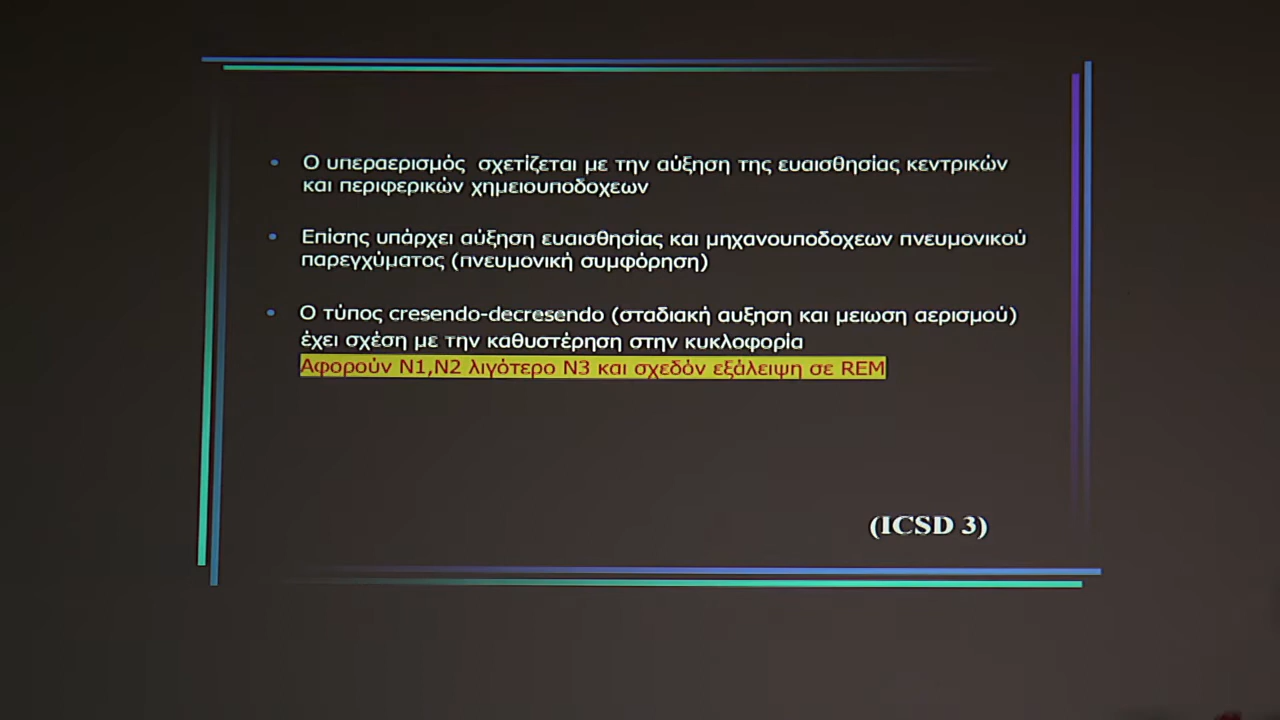 Ο υπεραερισμός σχετίζεται με την αύξηση της ευαισθησίας κεντρικών
και περιφερικών χημειουποδοχεων
Επίσης υπάρχει αύξηση ευαισθησίας και μηχανουποδοχεων πνευμονικού
παρεγχύματος (πνευμονική συμφόρηση)
Ο τύπος cresendo-decresendo (σταδιακή αυξηση και μειωση αερισμού)
έχει σχέση με την καθυστέρηση στην κυκλοφορία
Αφορούν Ν1,Ν2 λιγότερο Ν3 και σχεδόν εξάλειψη σε REM
(ICSD 3)